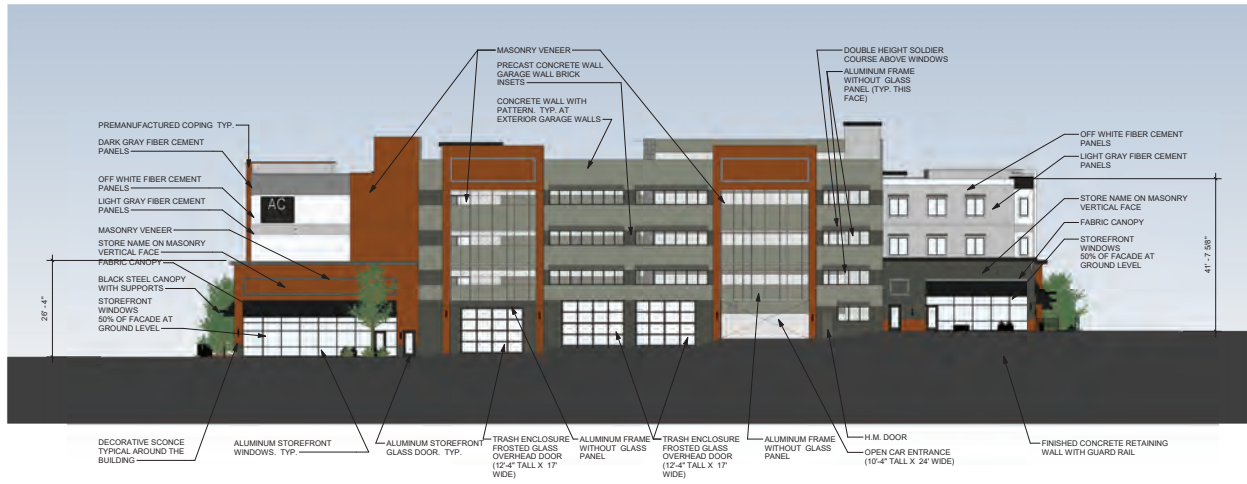 MASONRY VENEER
PRECAST CONCRETE WALL
GARAGE WALL BRICK
INSETS
CONCRETE WALL WITH
PATTERN. TYP. AT
EXTERIOR GARAGE WALLS
DOUBLE HEIGHT SOLDIER
COURSE ABOVE WINDOWS
ALUMINUM FRAME
WITHOUT GLASS
PANEL (TYP. THIS
FACE)
PREMANUFACTURED COPING TYP.
DARK GRAY FIBER CEMENT
PANELS
OFF WHITE FIBER CEMENT
PANELS
LIGHT GRAY FIBER CEMENT
PANELS
MASONRY VENEER
STORE NAME ON MASONRY
VERTICAL FACE
FABRIC CANOPY
BLACK STEEL CANOPY
WITH SUPPORTS
STOREFRONT
WINDOWS
50% OF FACADE AT
GROUND LEVEL
26' - 4"
AC
OFF WHITE FIBER CEMENT
PANELS
LIGHT GRAY FIBER CEMENT
PANELS
STORE NAME ON MASONRY
VERTICAL FACE
FABRIC CANOPY
STOREFRONT
WINDOWS
50% OF FACADE AT
GROUND LEVEL
41' - 7 5/8"
DECORATIVE SCONCE
TYPICAL AROUND THE
BUILDING
ALUMINUM STOREFRONT
WINDOWS. TYP.
ALUMINUM STOREFRONT
GLASS DOOR. TYP.
TRASH ENCLOSURE
FROSTED GLASS
OVERHEAD DOOR
(12'-4" TALL X 17'
WIDE)
ALUMINUM FRAME
WITHOUT GLASS
PANEL
TRASH ENCLOSURE
FROSTED GLASS
OVERHEAD DOOR
(12'-4" TALL X 17'
WIDE)
ALUMINUM FRAME
WITHOUT GLASS
PANEL
H.M. DOOR
OPEN CAR ENTRANCE
(10'-4" TALL X 24' WIDE)
FINISHED CONCRETE RETAINING
WALL WITH GUARD RAIL